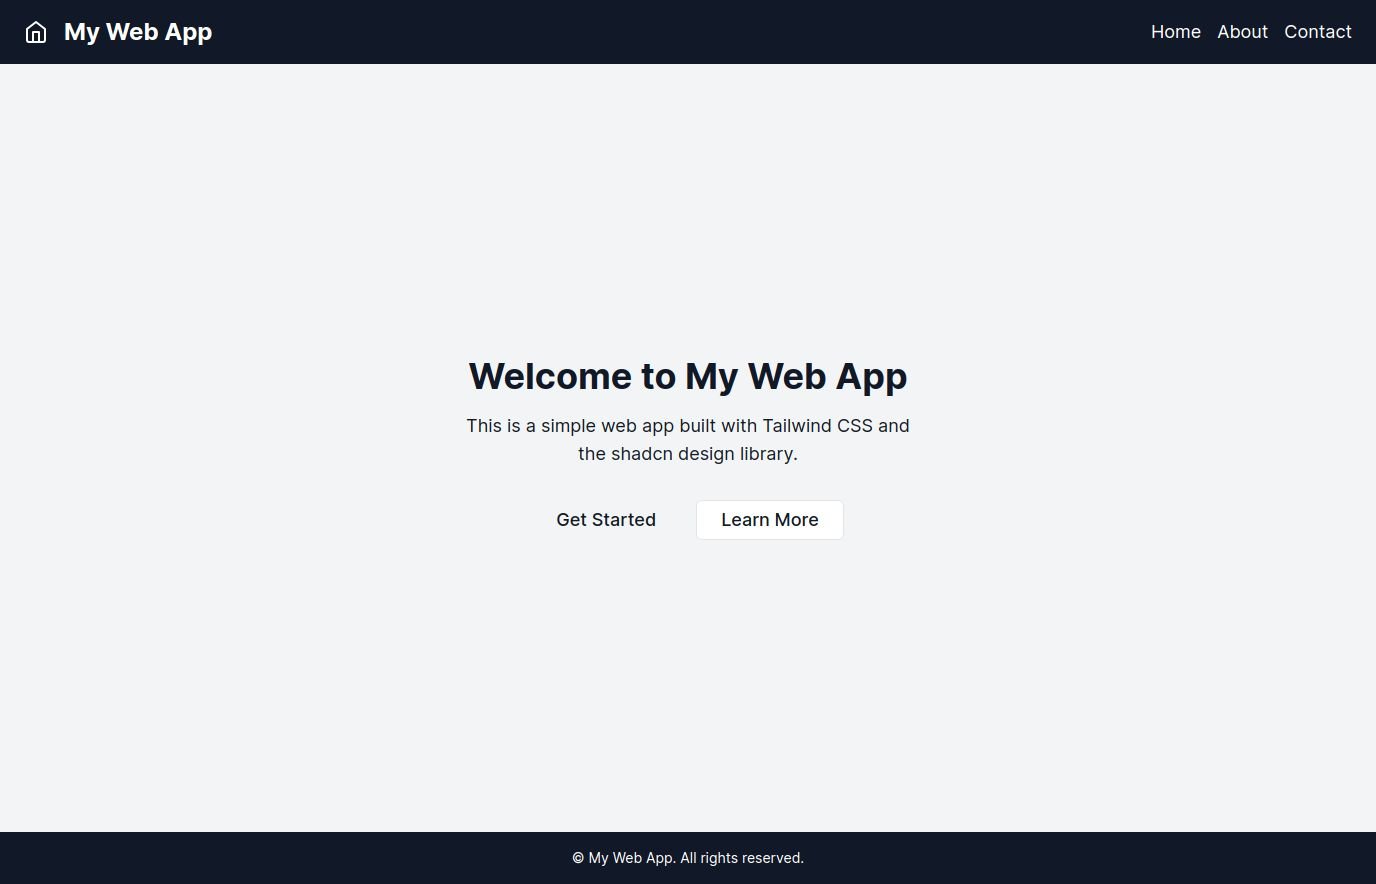 My Web App
Home About Contact
Welcome to My Web App
This is a simple web app built with Tailwind CSS and
the shadcn design library.
Get Started Learn More
© My Web App. All rights reserved.